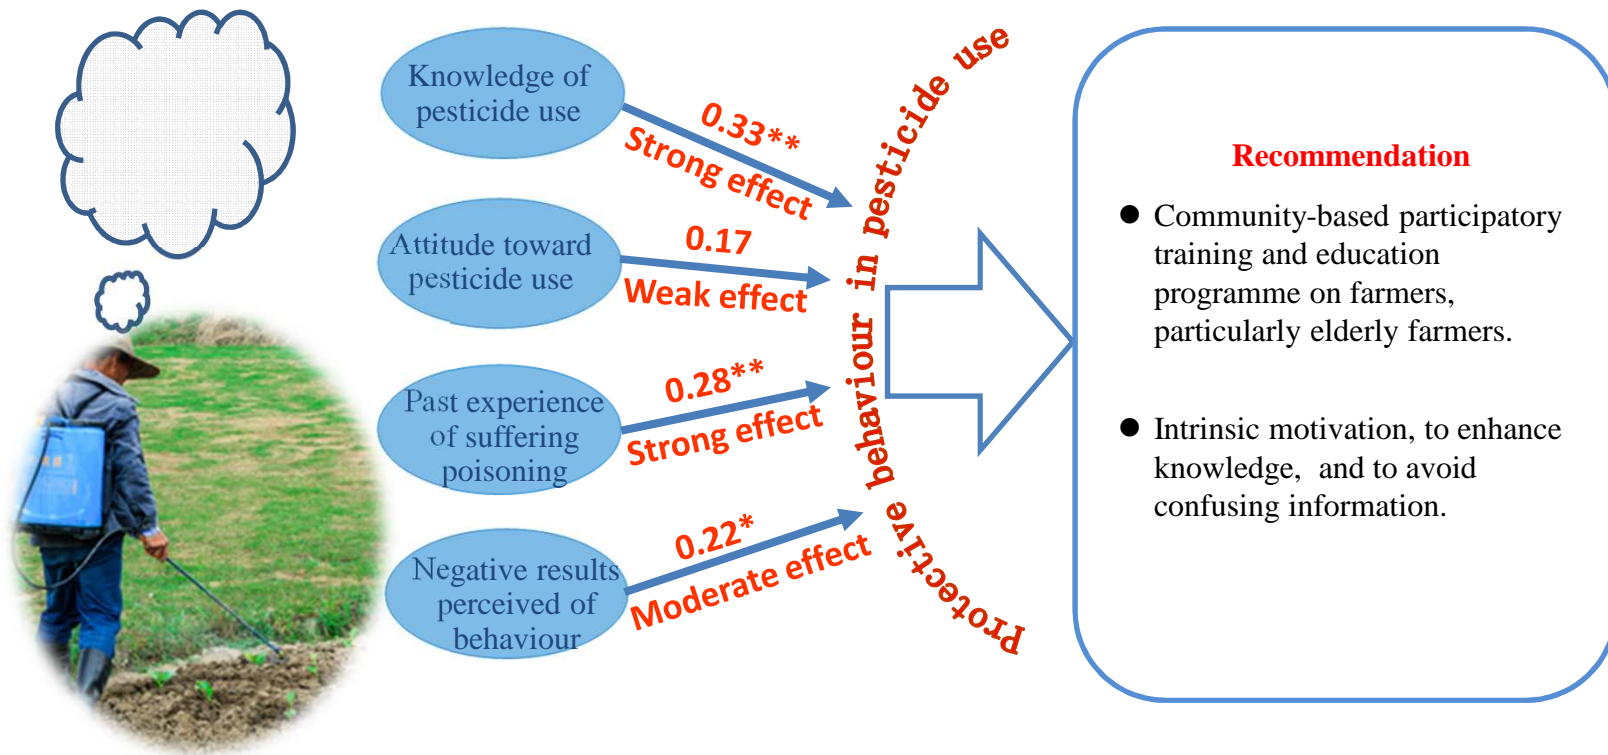 Knowledge of
pesticide use
0.33**
Strong effect
Attitude toward
pesticide use
0.17
Weak effect
Past experience
of suffering
poisoning
0.28**
Strong effect
Negative results
perceived of
behaviour
0.22*
Moderate effect
Protective behaviour in pesticide use
Recommendation
● Community-based participatory
training and education
programme on farmers,
particularly elderly farmers.
● Intrinsic motivation, to enhance
knowledge, and to avoid
confusing information.